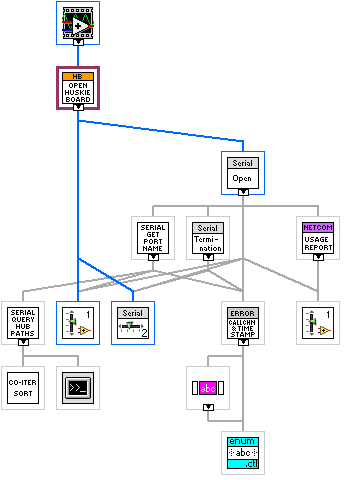 HB
OPEN
HUSKIE
BOARD
Serial
Open
SERIAL
GET
PORT
NAME
Serial
Termi-
nation
NETCOM
USAGE
REPORT
SERIAL
QUERY
HUB
PATHS
1
Serial
2
ERROR
CALLCHN
& TIME
STAMP
1
CO-ITER
SORT
>_
abc
enum
abc
.ctl